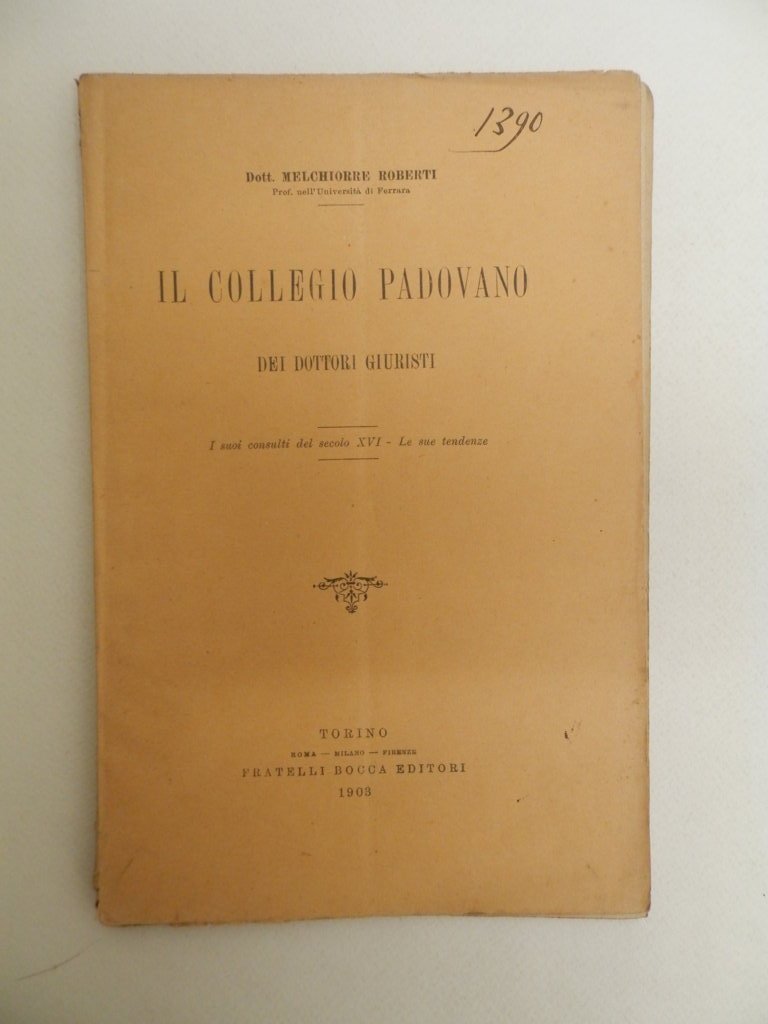 1390
Dott. MELCHIORRE ROBERTI
Prof. nell'Università di Ferrara
IL COLLEGIO PADOVANO
DEI DOTTORI GIURISTI
I suoi consulti del secolo XVI - Le sue tendenze
TORINO
ROMA — MILANO — FIRENZE
FRATELLI BOCCA EDITORI
1903